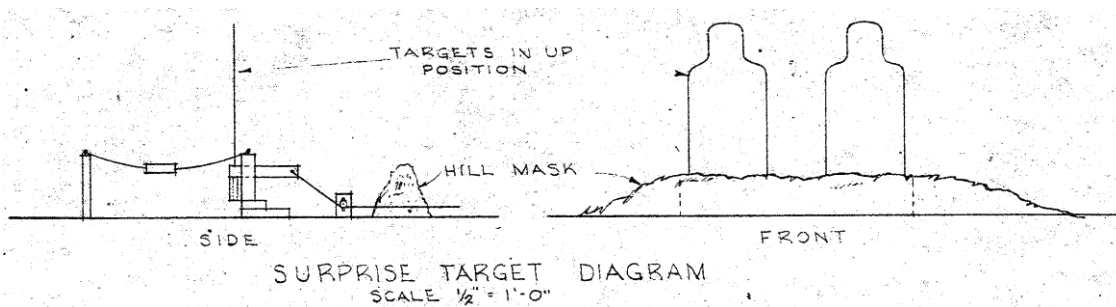 TARGETS IN UP
POSITION
HILL MASK
SIDE
FRONT
SURPRISE TARGET DIAGRAM
SCALE ½" = 1'-0"